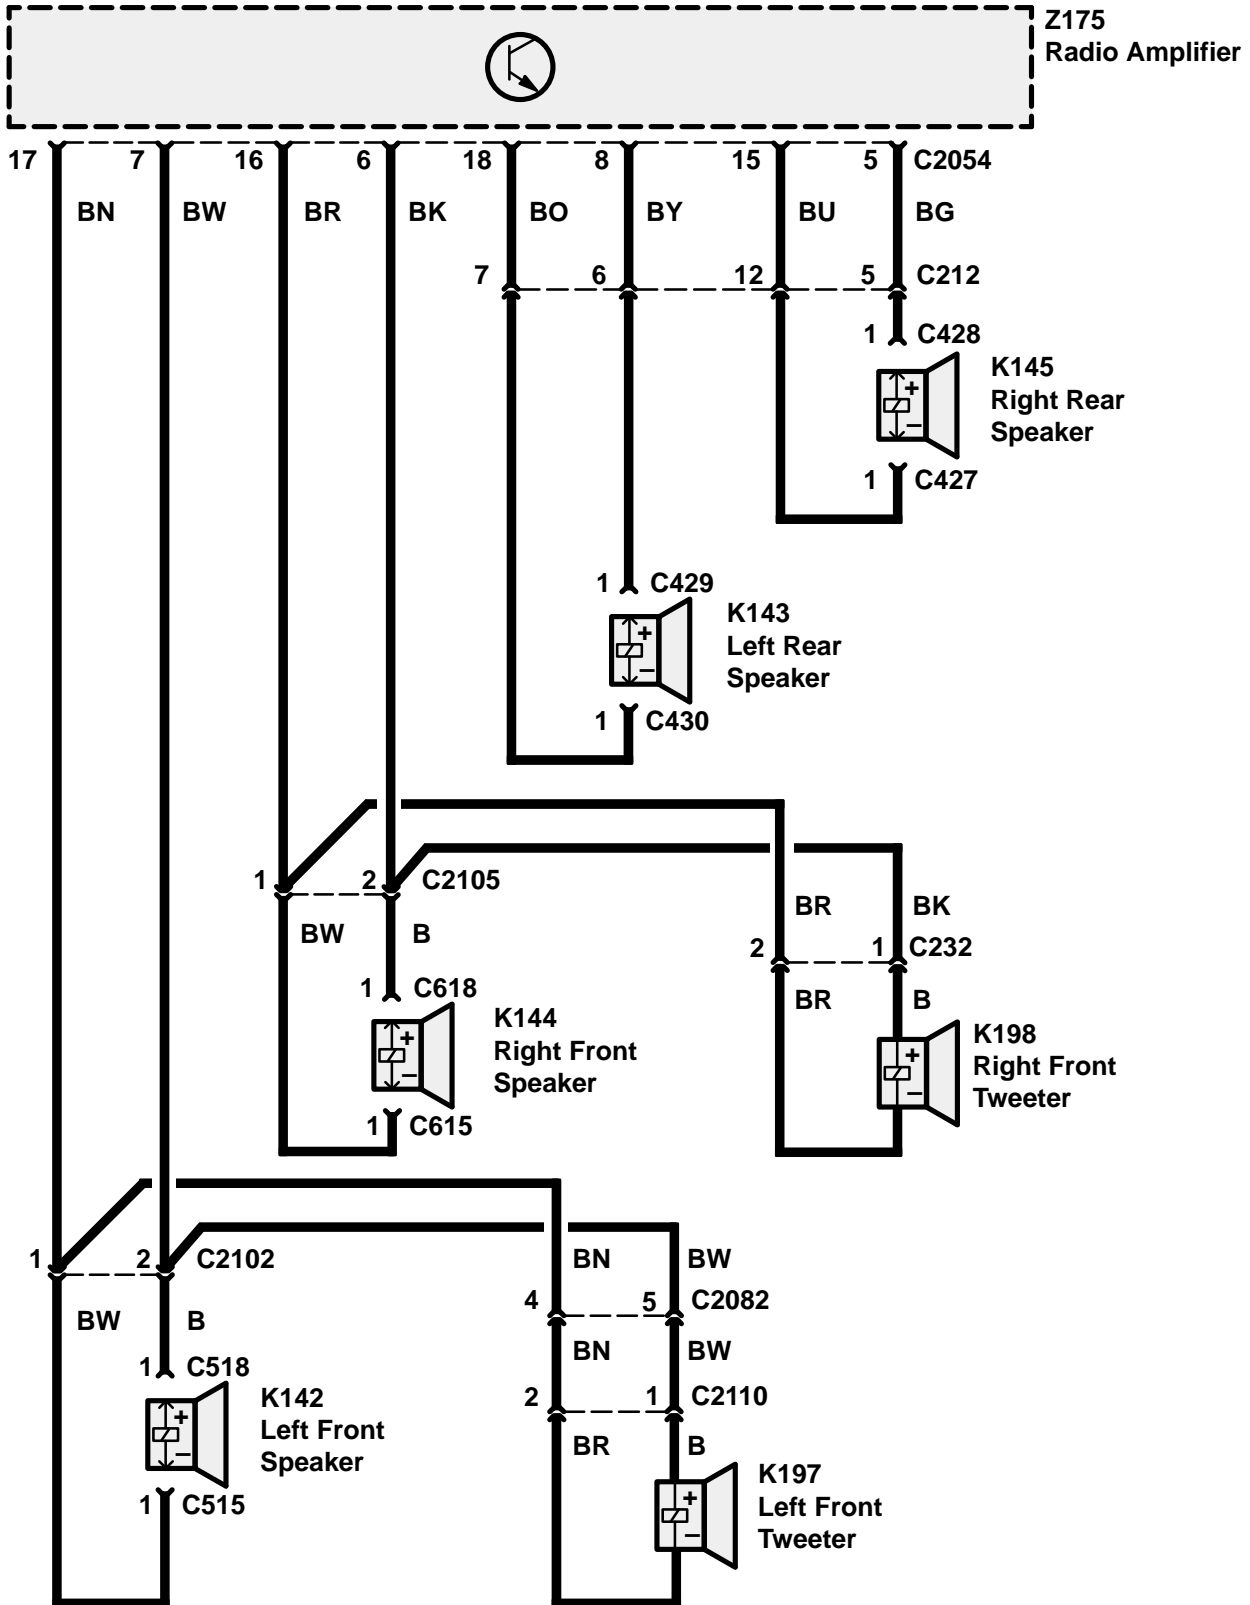 Z175
Radio Amplifier
17 7 16 6 18 8 15 5 C2054
BN BW BR BK BO BY BU BG
7 6 12 5 C212
1 C428
K145
Right Rear
Speaker
+
−
1 C427
1 C429
K143
Left Rear
Speaker
+
−
1 C430
1 2 C2105
BR BK
BW B
2 1 C232
1 C618
BR B
K144
Right Front
Speaker
+
−
K198
Right Front
Tweeter
+
−
1 C615
1 2 C2102
BN BW
4 5 C2082
BW B
BN BW
1 C518
K142
Left Front
Speaker
+
−
2 1 C2110
BR B
K197
Left Front
Tweeter
+
−
1 C515